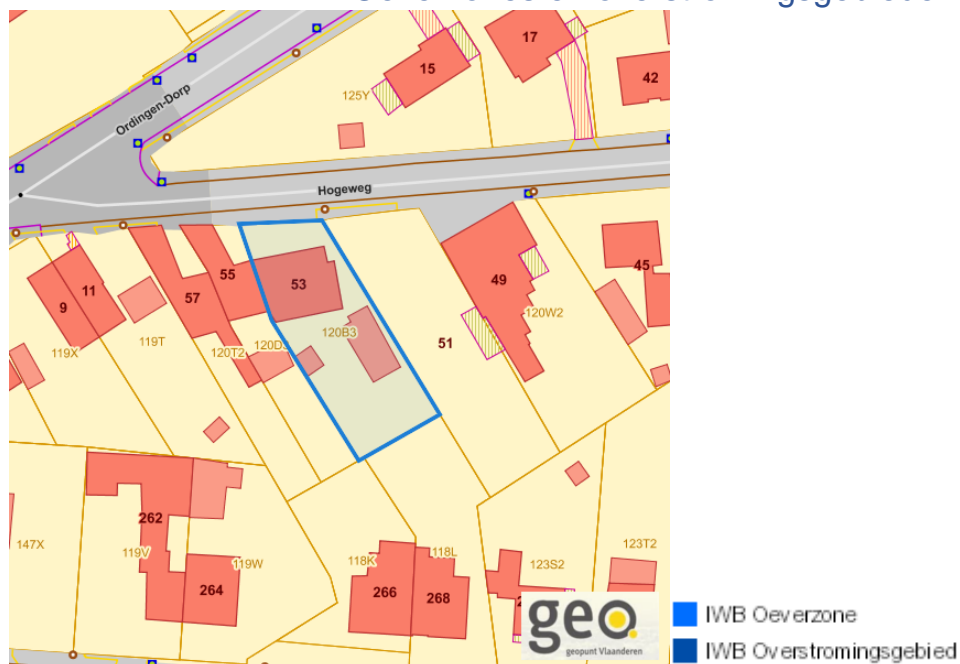 17
15
42
125Y
Ordingen-Dorp
Hogeweg
55
53
49
45
57
11
9
120B3
120W2
51
119X
119T
120T2
120D
262
147X
119V
119W
264
118K
118L
266
268
123S2
123T2
geo
geopunt Vlaanderen
IWB Oeverzone
IWB Overstromingsgebied